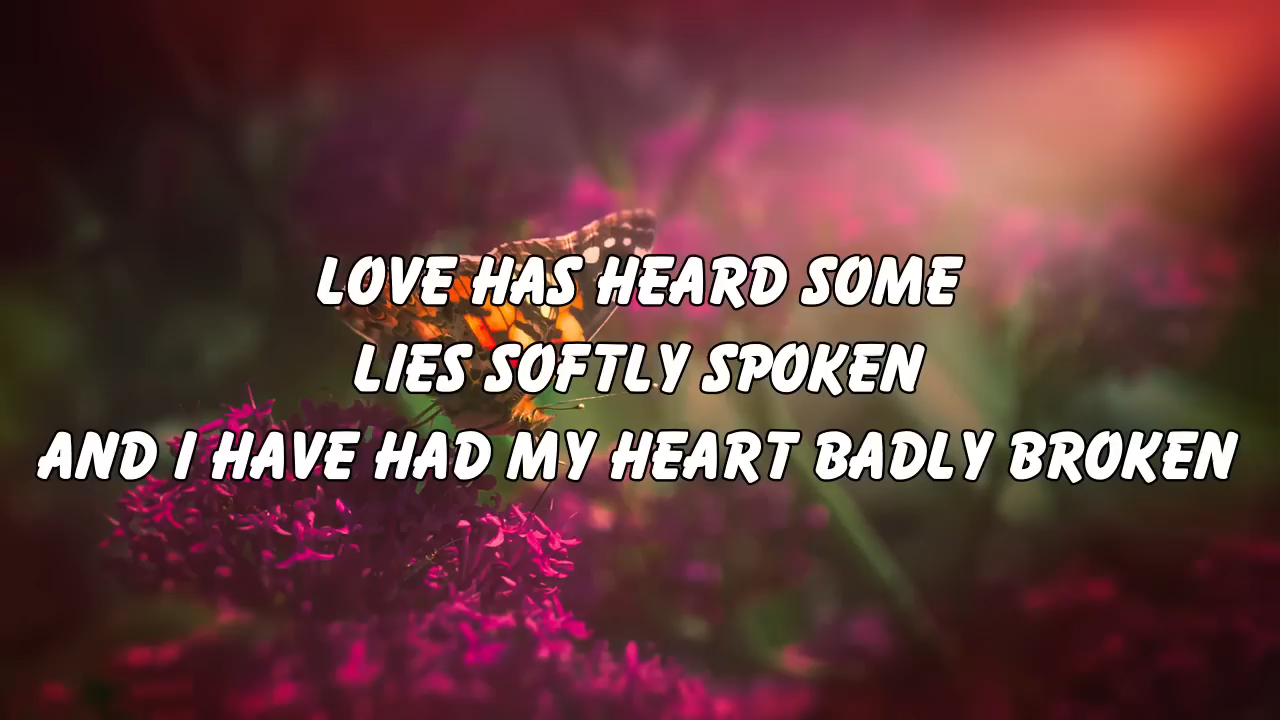 LOVE HAS HEARD SOME
LIES SOFTLY SPOKEN
AND I HAVE HAD MY HEART BADLY BROKEN